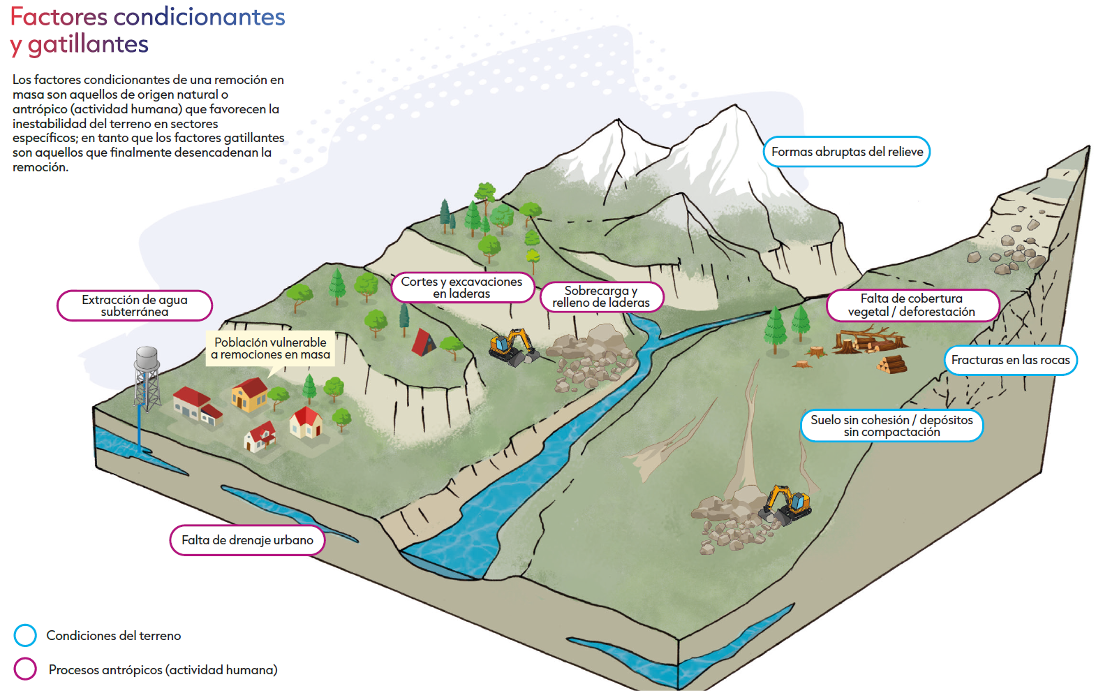 Factores condicionantes
y gatillantes
Los factores condicionantes de una remoción en
masa son aquellos de origen natural o
antrópico (actividad humana) que favorecen la
inestabilidad del terreno en sectores
específicos; en tanto que los factores gatillantes
son aquellos que finalmente desencadenan la
remoción.
Formas abruptas del relieve
Cortes y excavaciones
en laderas
Sobrecarga y
relleno de laderas
Extracción de agua
subterránea
Falta de cobertura
vegetal / deforestación
Población vulnerable
a remociones en masa
Fracturas en las rocas
Suelo sin cohesión / depósitos
sin compactación
Falta de drenaje urbano
Condiciones del terreno
Procesos antrópicos (actividad humana)